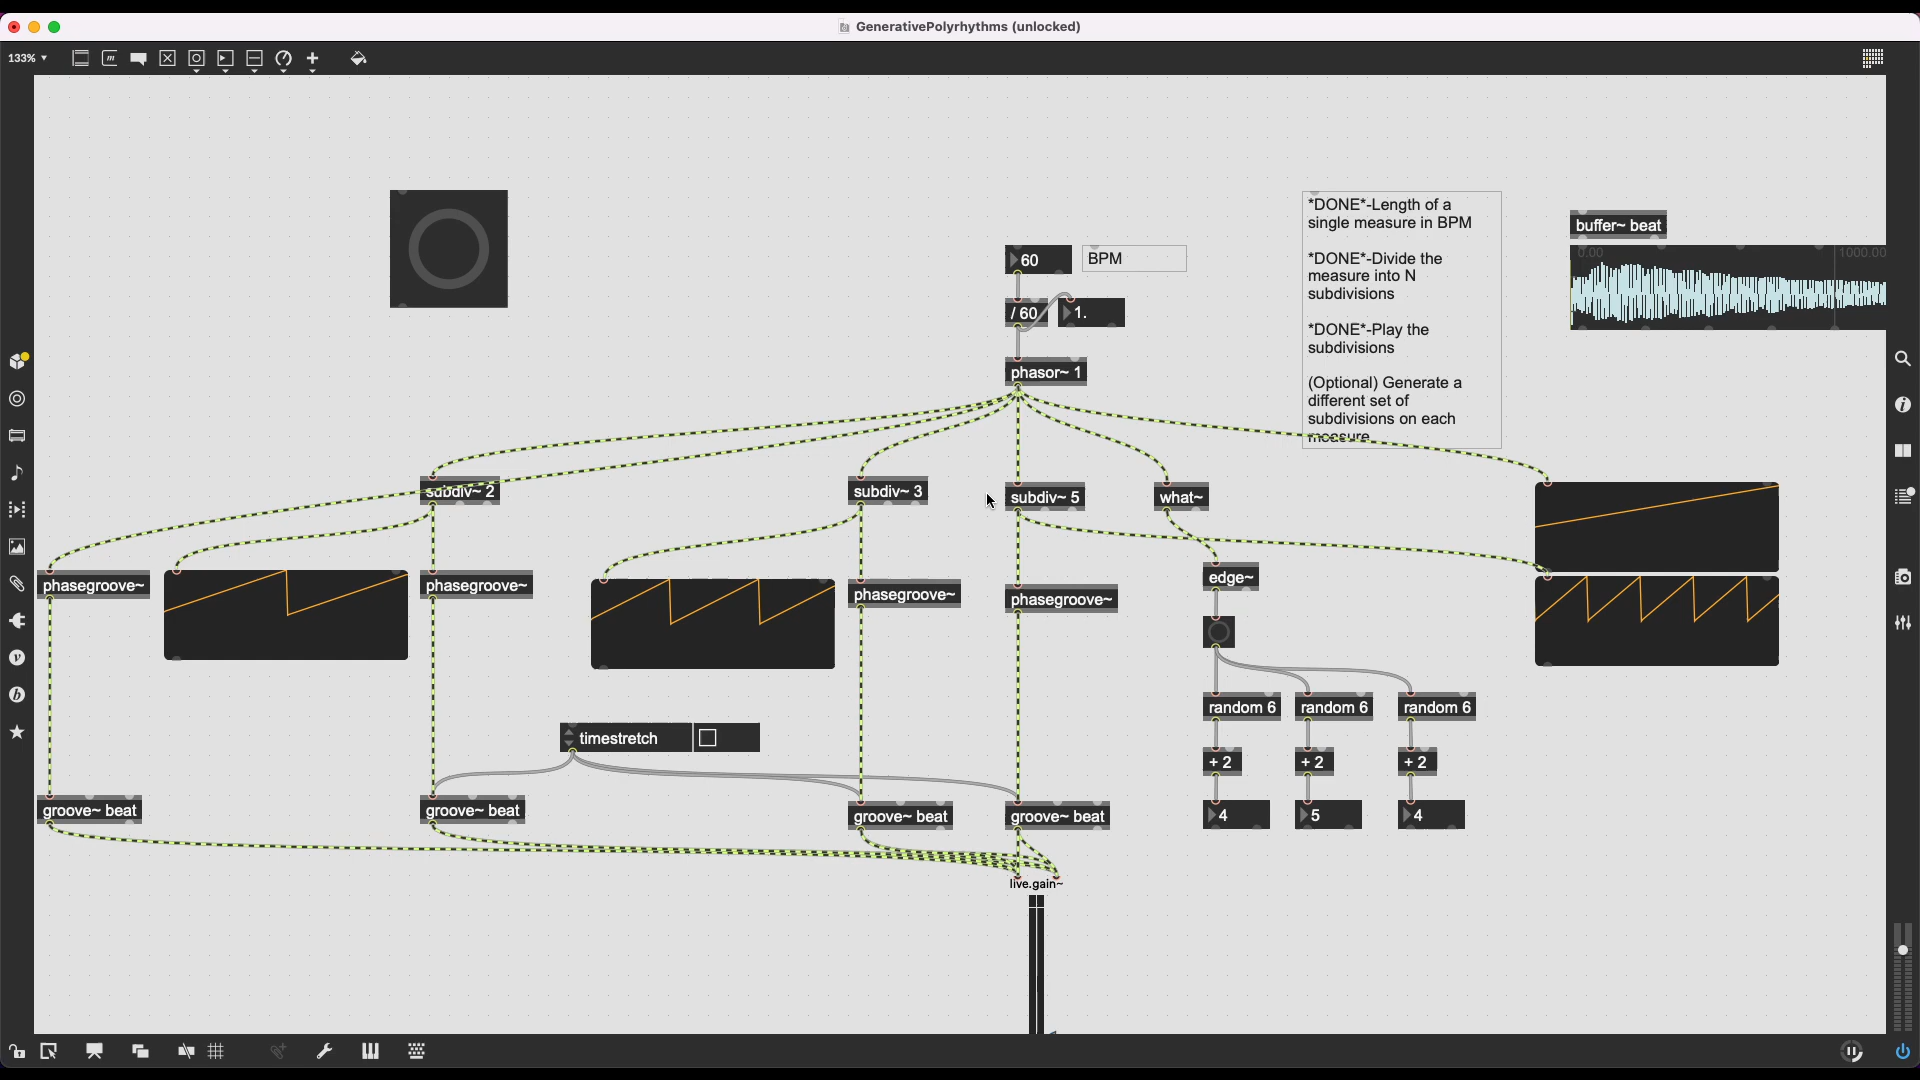 GenerativePolyrhythms (unlocked)
133%
*DONE*-Length of a
single measure in BPM
*DONE*-Divide the
measure into N
subdivisions
*DONE*-Play the
subdivisions
(Optional) Generate a
different set of
subdivisions on each
measure
buffer~ beat
0.00
1000.00
60
BPM
/ 60
1.
phasor~ 1
subdiv~ 2
subdiv~ 3
subdiv~ 5
what~
phasegroove~
phasegroove~
phasegroove~
phasegroove~
edge~
random 6
random 6
random 6
timestretch
+ 2
+ 2
+ 2
groove~ beat
groove~ beat
groove~ beat
groove~ beat
4
5
4
live.gain~